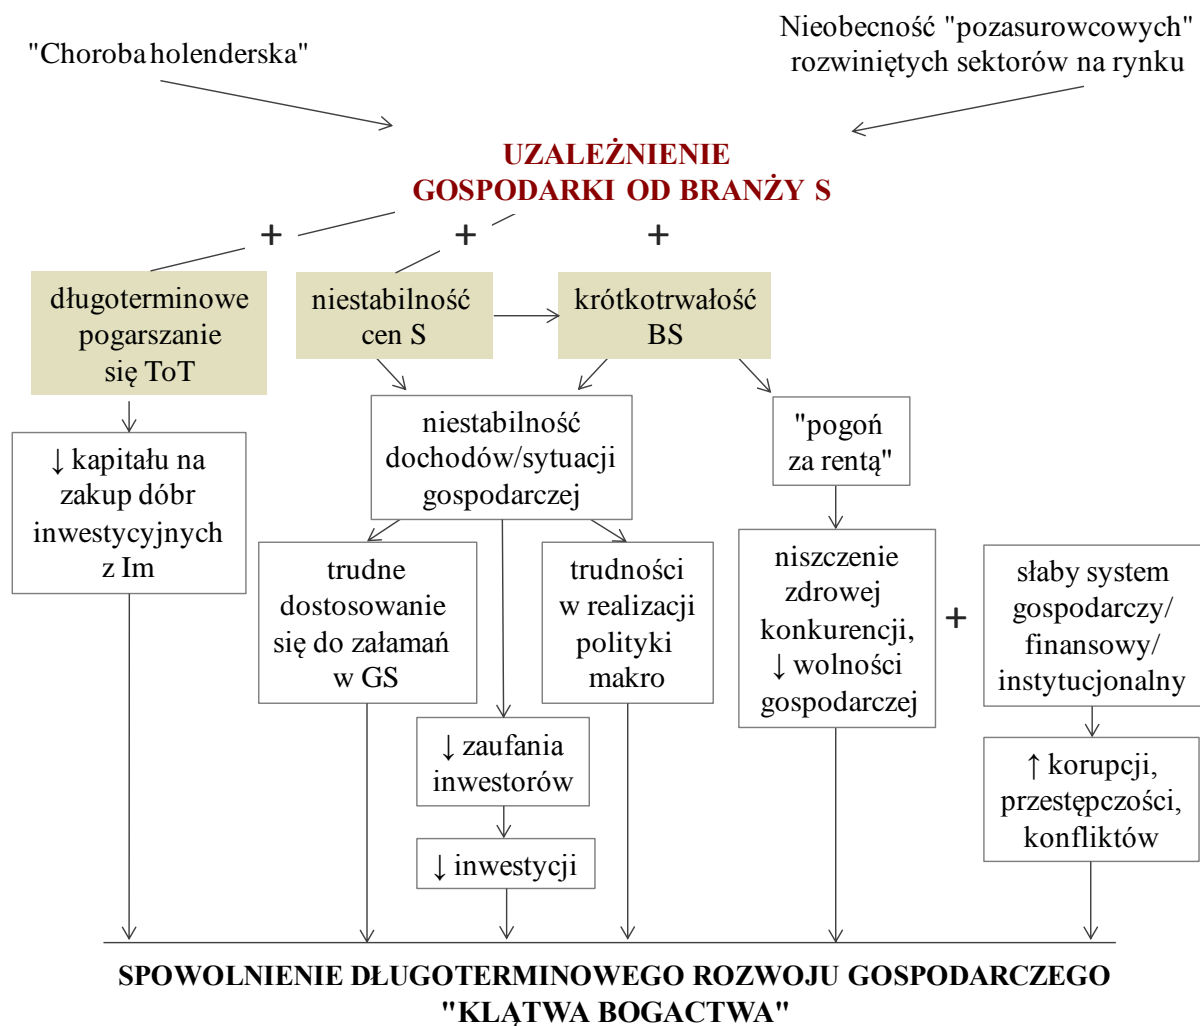 "Choroba holenderska"
Nieobecność "pozasurowcowych"
rozwiniętych sektorów na rynku
UZALEŻNIENIE
GOSPODARKI OD BRANŻY S
+
+
+
długoterminowe
pogarszanie
się ToT
niestabilność
cen S
krótkotrwałość
BS
↓ kapitału na
zakup dóbr
inwestycyjnych
z Im
niestabilność
dochodów/sytuacji
gospodarczej
"pogoń
za rentą"
trudne
dostosowanie
się do załamań
w GS
trudności
w realizacji
polityki
makro
niszczenie
zdrowej
konkurencji,
↓ wolności
gospodarczej
+
słaby system
gospodarczy/
finansowy/
instytucjonalny
↓ zaufania
inwestorów
↓ inwestycji
↑ korupcji,
przestępczości,
konfliktów
SPOWOLNIENIE DŁUGOTERMINOWEGO ROZWOJU GOSPODARCZEGO
"KLĄTWA BOGACTWA"